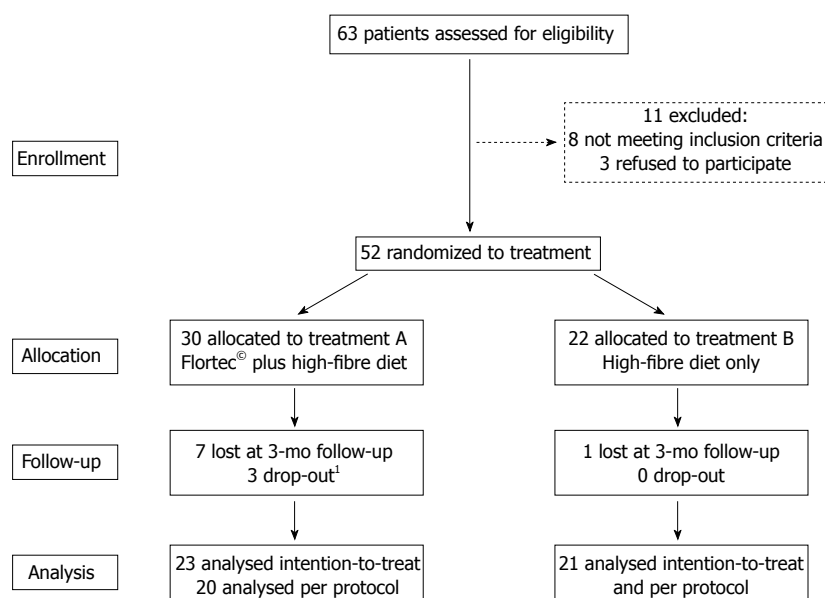 63 patients assessed for eligibility
Enrollment
11 excluded:
8 not meeting inclusion criteria
3 refused to participate
52 randomized to treatment
Allocation
30 allocated to treatment A
Flortec© plus high-fibre diet
22 allocated to treatment B
High-fibre diet only
Follow-up
7 lost at 3-mo follow-up
3 drop-out¹
1 lost at 3-mo follow-up
0 drop-out
Analysis
23 analysed intention-to-treat
20 analysed per protocol
21 analysed intention-to-treat
and per protocol